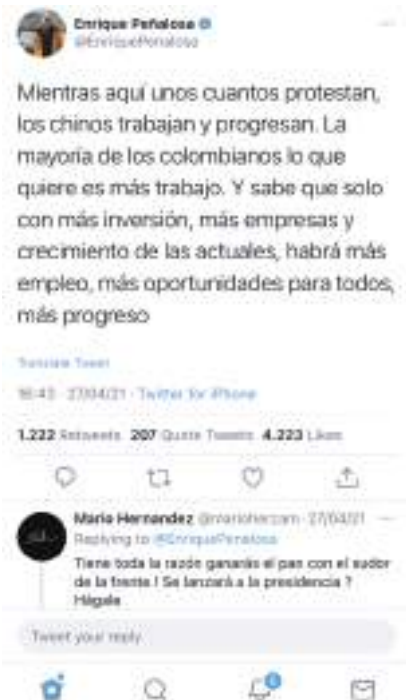 Enrique Peñalosa
@EnriquePenalosa
Mientras aquí unos cuantos protestan,
los chinos trabajan y progresan. La
mayoría de los colombianos lo que
quiere es más trabajo. Y sabe que solo
con más inversión, más empresas y
crecimiento de las actuales, habrá más
empleo, más oportunidades para todos,
más progreso
Translate Tweet
16:43 · 27/04/21 · Twitter for iPhone
1.222 Retweets 207 Quote Tweets 4.223 Likes
Mario Hernandez @mariohernzam · 27/04/21
Replying to @EnriquePenalosa
Tiene toda la razón ganarás el pan con el sudor
de la frente ! Se lanzará a la presidencia ?
Hágale
Tweet your reply